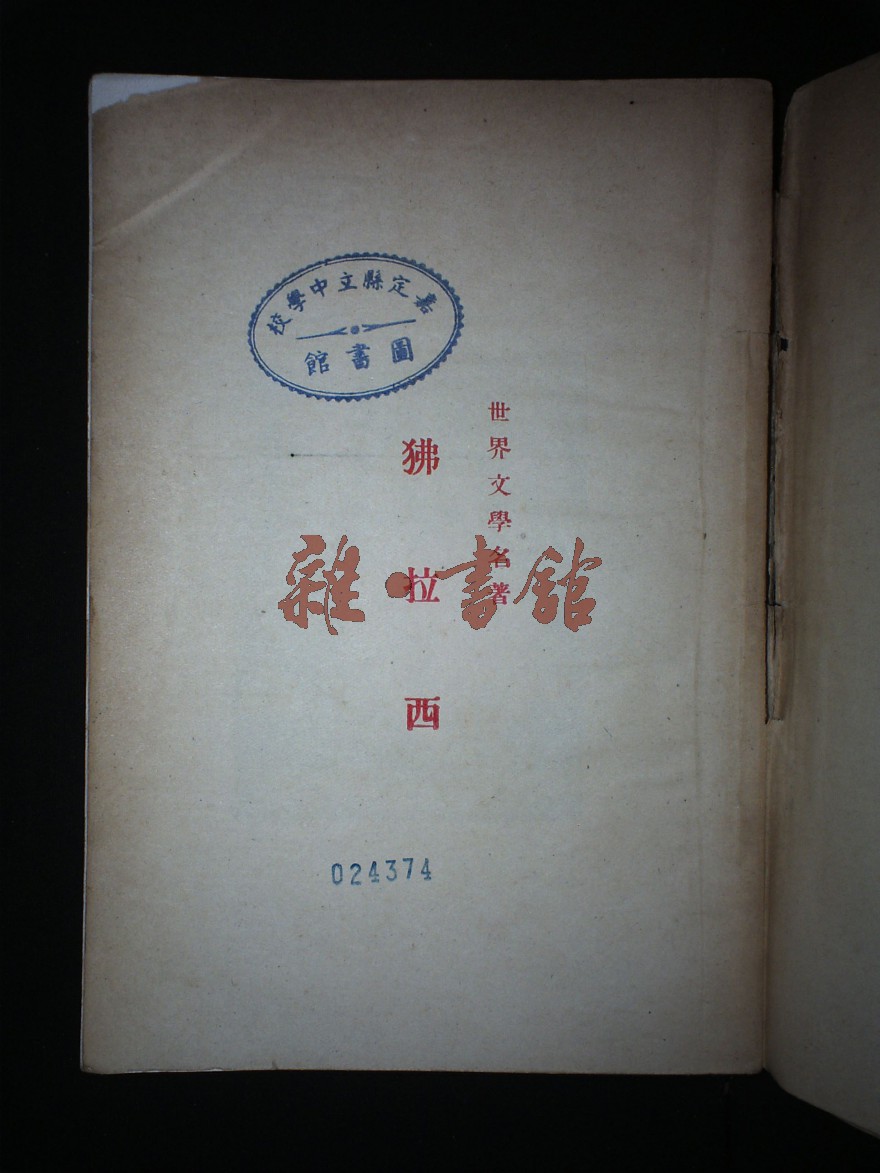 嘉定縣立中學校
圖書館
世界文學名著
狒拉西
雜·書館
024374